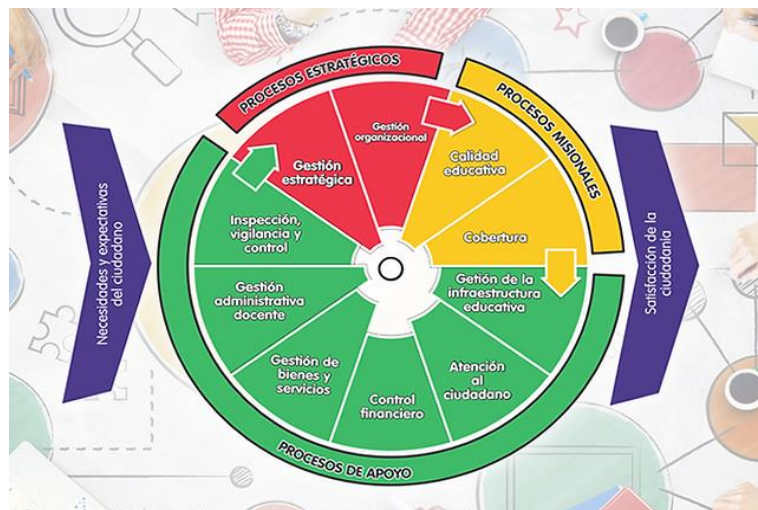 Necesidades y expectativas
del ciudadano
PROCESOS ESTRATÉGICOS
Gestión
estratégica
Gestión
organizacional
PROCESOS MISIONALES
Calidad
educativa
Cobertura
Getión de la
infraestructura
educativa
Atención
al
ciudadano
Control
financiero
Gestión de
bienes y
servicios
Gestión
administrativa
docente
Inspección,
vigilancia y
control
PROCESOS DE APOYO
Satisfacción de la
ciudadanía